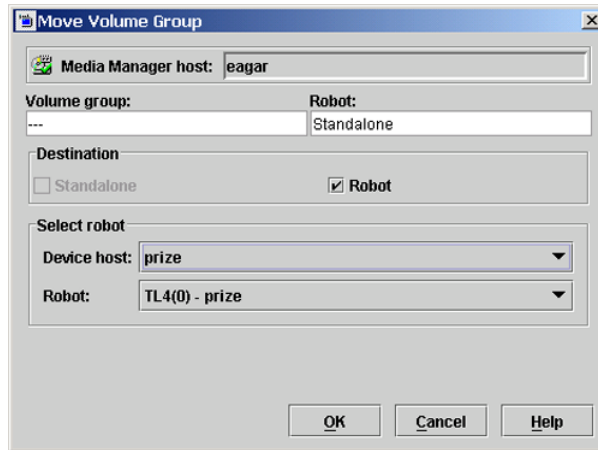 Move Volume Group
Media Manager host: eagar
Volume group: Robot:
--- Standalone
Destination
Standalone Robot
Select robot
Device host: prize
Robot: TL4(0) - prize
OK Cancel Help